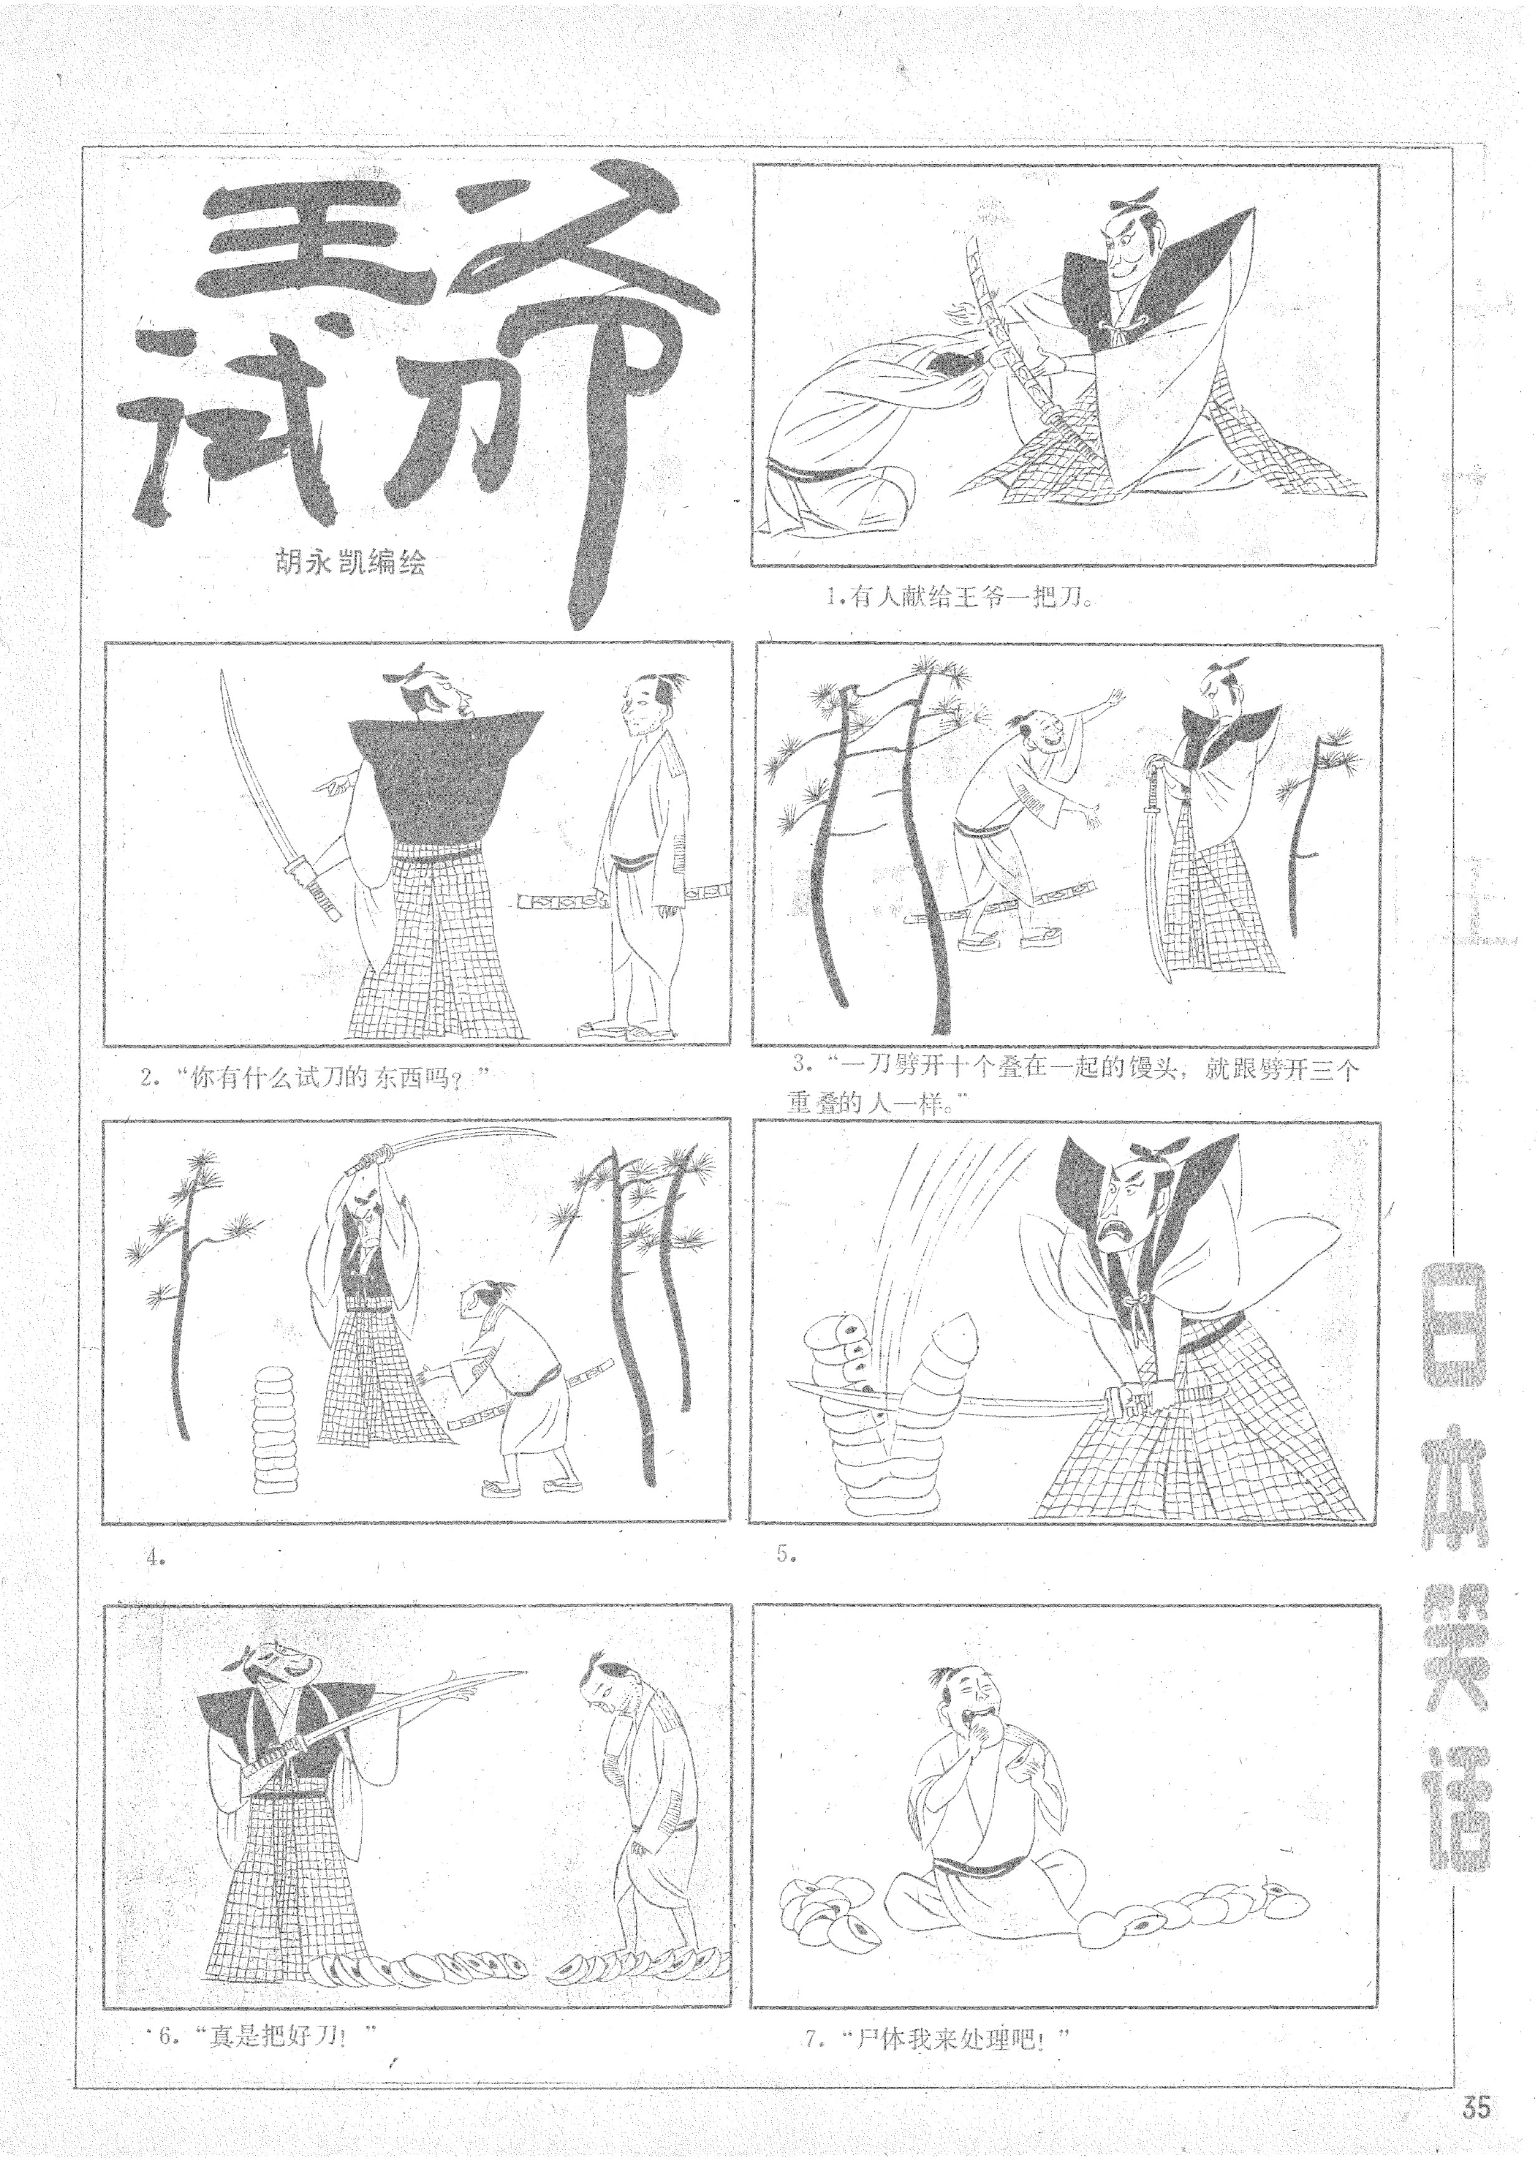 王爷
试刀
胡永凯编绘
1.有人献给王爷一把刀。
2.“你有什么试刀的东西吗？”
3.“一刀劈开十个叠在一起的馒头，就跟劈开三个
重叠的人一样。”
4.
5.
6.“真是把好刀！”
7.“尸体我来处理吧！”
日本笑话
35